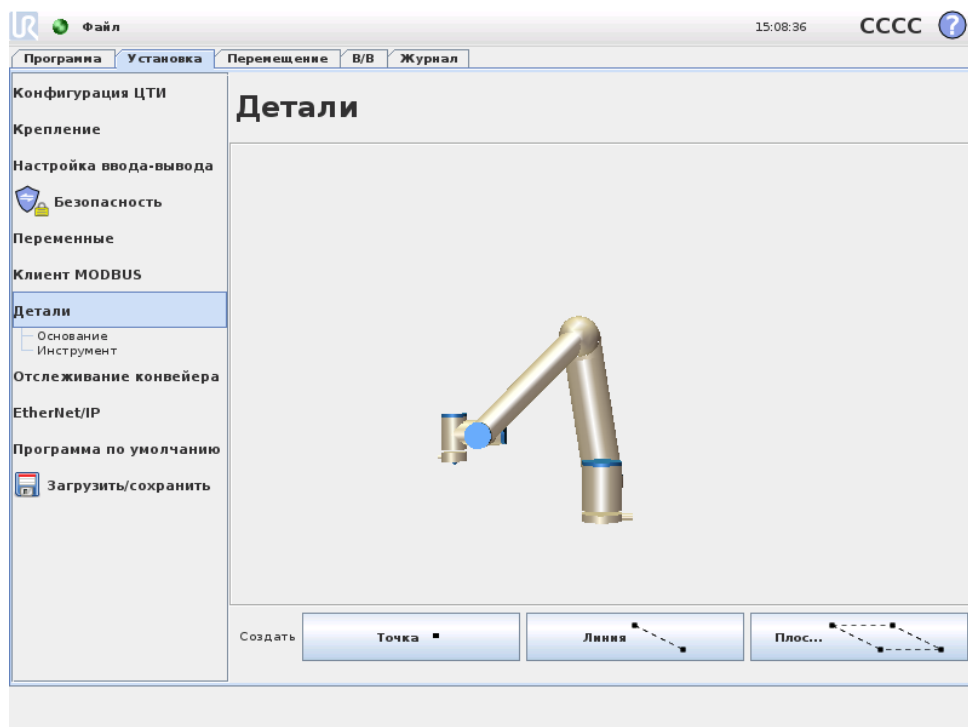 UR
Файл
15:08:36
CCCC
?
Программа
Установка
Перемещение
В/В
Журнал
Конфигурация ЦТИ
Крепление
Настройка ввода-вывода
Безопасность
Переменные
Клиент MODBUS
Детали
Основание
Инструмент
Отслеживание конвейера
EtherNet/IP
Программа по умолчанию
Загрузить/сохранить
Детали
Создать
Точка
Линия
Плос...